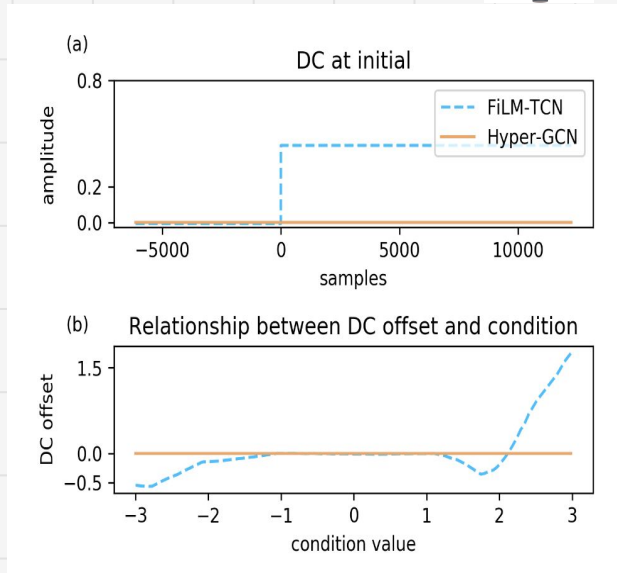 (a)
DC at initial
0.8
0.2
0.0
amplitude
FiLM-TCN
Hyper-GCN
−5000 0 5000 10000
samples
(b)
Relationship between DC offset and condition
1.5
0.0
−0.5
DC offset
−3 −2 −1 0 1 2 3
condition value